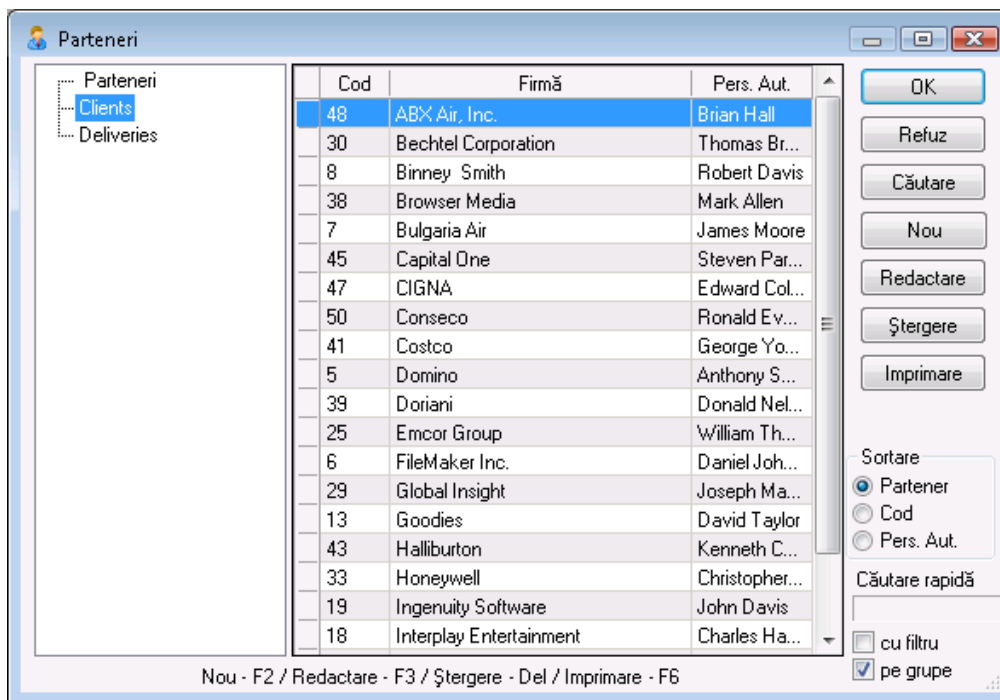 Parteneri
Parteneri
Clients
Deliveries
Cod Firmă Pers. Aut.
48 ABX Air, Inc. Brian Hall
30 Bechtel Corporation Thomas Br...
8 Binney Smith Robert Davis
38 Browser Media Mark Allen
7 Bulgaria Air James Moore
45 Capital One Steven Par...
47 CIGNA Edward Col...
50 Conseco Ronald Ev...
41 Costco George Yo...
5 Domino Anthony S...
39 Doriani Donald Nel...
25 Emcor Group William Th...
6 FileMaker Inc. Daniel Joh...
29 Global Insight Joseph Ma...
13 Goodies David Taylor
43 Halliburton Kenneth C...
33 Honeywell Christopher...
19 Ingenuity Software John Davis
18 Interplay Entertainment Charles Ha...
OK
Refuz
Căutare
Nou
Redactare
Ştergere
Imprimare
Sortare
Partener
Cod
Pers. Aut.
Căutare rapidă
cu filtru
pe grupe
Nou - F2 / Redactare - F3 / Ştergere - Del / Imprimare - F6